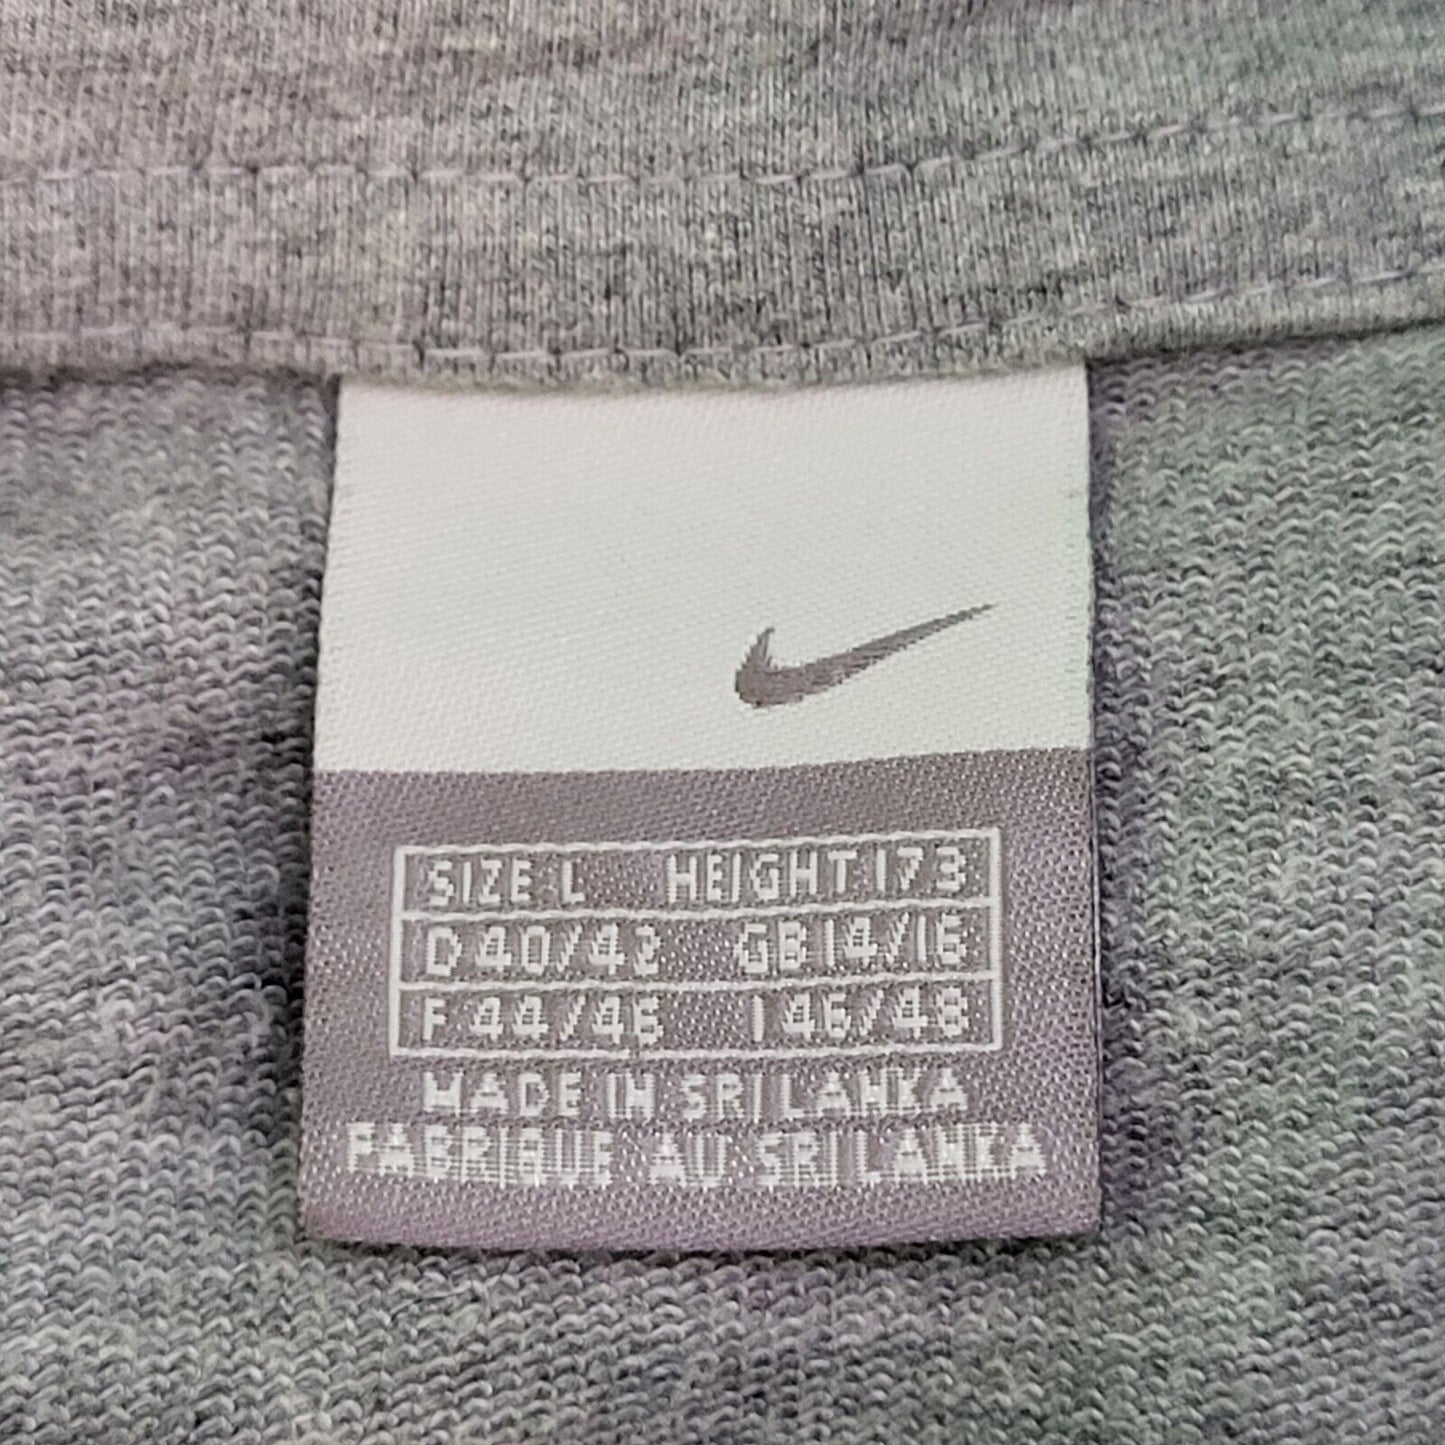 SIZE L HEIGHT 173
D 40/42 GB 14/16
F 44/46 I 46/48
MADE IN SRI LANKA
FABRIQUE AU SRI LANKA